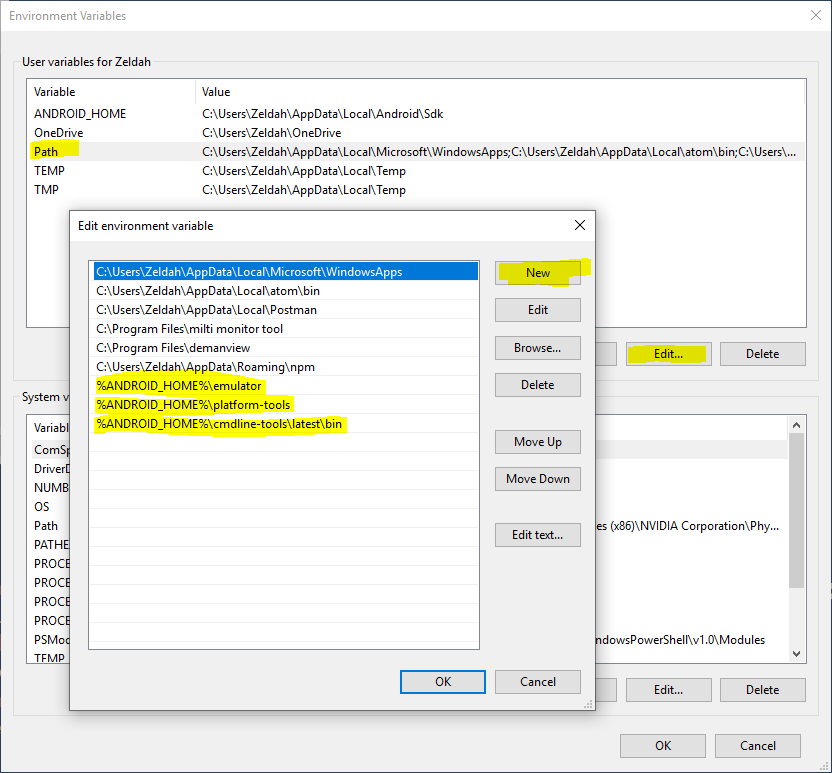 Environment Variables
User variables for Zeldah
Variable Value
ANDROID_HOME C:\Users\Zeldah\AppData\Local\Android\Sdk
OneDrive C:\Users\Zeldah\OneDrive
Path C:\Users\Zeldah\AppData\Local\Microsoft\WindowsApps;C:\Users\Zeldah\AppData\Local\atom\bin;C:\Users\...
TEMP C:\Users\Zeldah\AppData\Local\Temp
TMP C:\Users\Zeldah\AppData\Local\Temp
Edit... Delete
System v
Variabl
ComSp
DriverD
NUMB
OS
Path es (x86)\NVIDIA Corporation\Phy...
PATHE
PROCE
PROCE
PROCE
PROCE
PSMod ndowsPowerShell\v1.0\Modules
TEMP
Edit... Delete
OK Cancel
Edit environment variable
C:\Users\Zeldah\AppData\Local\Microsoft\WindowsApps
C:\Users\Zeldah\AppData\Local\atom\bin
C:\Users\Zeldah\AppData\Local\Postman
C:\Program Files\milti monitor tool
C:\Program Files\demanview
C:\Users\Zeldah\AppData\Roaming\npm
%ANDROID_HOME%\emulator
%ANDROID_HOME%\platform-tools
%ANDROID_HOME%\cmdline-tools\latest\bin
New
Edit
Browse...
Delete
Move Up
Move Down
Edit text...
OK Cancel